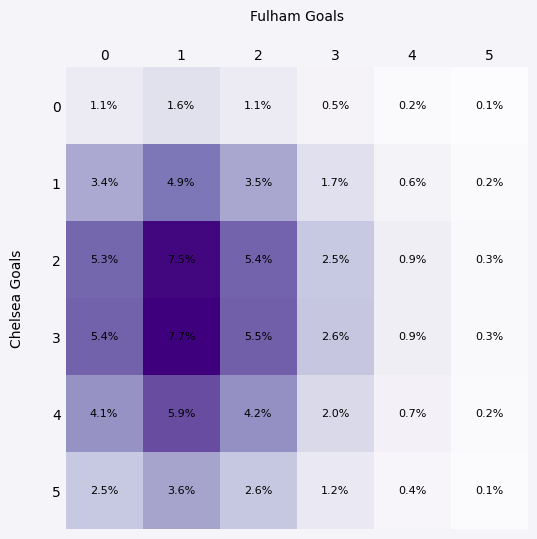 Fulham Goals
0 1 2 3 4 5
0 1.1% 1.6% 1.1% 0.5% 0.2% 0.1%
1 3.4% 4.9% 3.5% 1.7% 0.6% 0.2%
2 5.3% 7.5% 5.4% 2.5% 0.9% 0.3%
Chelsea Goals
3 5.4% 7.7% 5.5% 2.6% 0.9% 0.3%
4 4.1% 5.9% 4.2% 2.0% 0.7% 0.2%
5 2.5% 3.6% 2.6% 1.2% 0.4% 0.1%